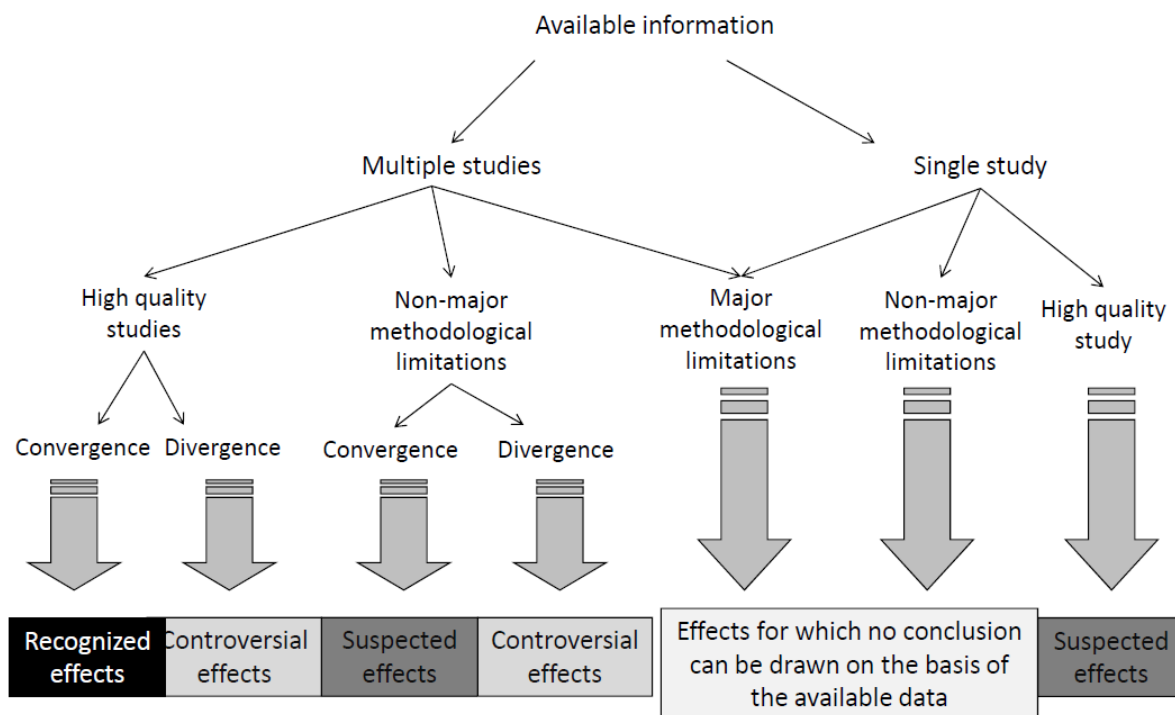 Available information
Multiple studies
Single study
High quality
studies
Non-major
methodological
limitations
Major
methodological
limitations
Non-major
methodological
limitations
High quality
study
Convergence
Divergence
Convergence
Divergence
Recognized
effects
Controversial
effects
Suspected
effects
Controversial
effects
Effects for which no conclusion
can be drawn on the basis of
the available data
Suspected
effects